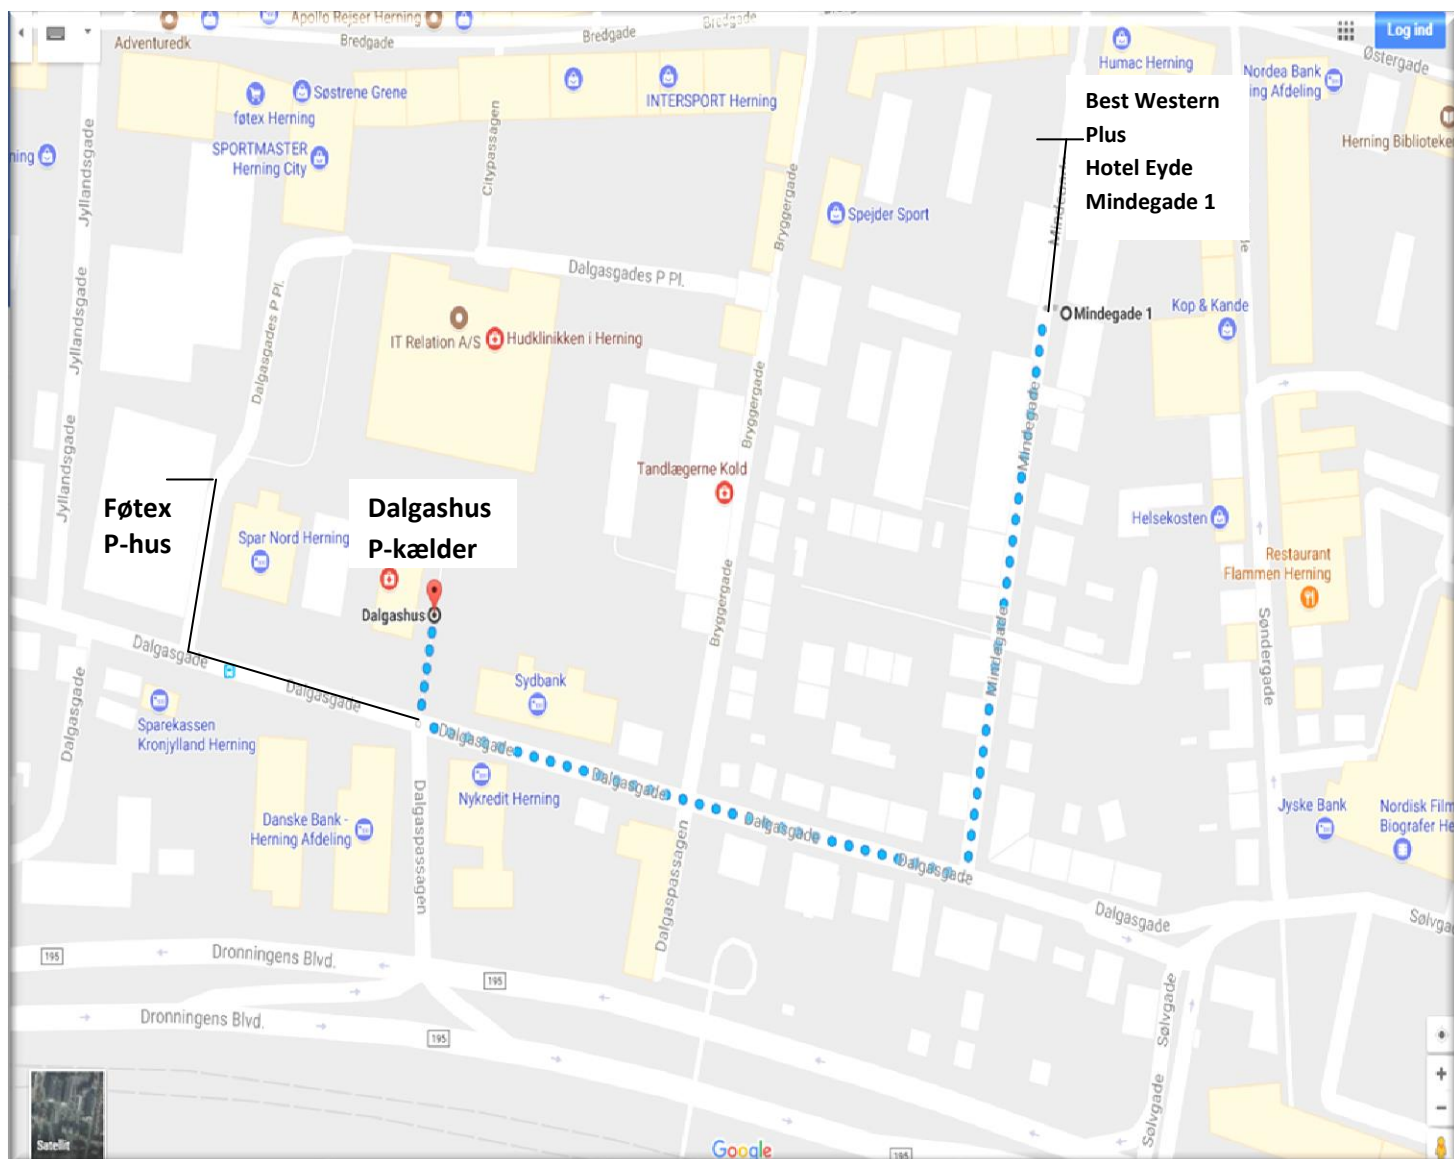 Apollo Rejser Herning
Adventuredk
Bredgade
Bredgade
Bredgade
Log ind
Østergade
Humac Herning
Nordea Bank
ing Afdeling
Søstrene Grene
føtex Herning
INTERSPORT Herning
Best Western
Plus
Hotel Eyde
Mindegade 1
Herning Biblioteker
SPORTMASTER
Herning City
ning
Jyllandsgade
Citypassagen
Bryggergade
Spejder Sport
Dalgasgades P Pl.
Jyllandsgade
Dalgasgades P Pl.
IT Relation A/S
Hudklinikken i Herning
Mindegade 1
Kop & Kande
Bryggergade
Mindegade
Jyllandsgade
Tandlægerne Kold
Føtex
P-hus
Dalgashus
P-kælder
Spar Nord Herning
Helsekosten
Restaurant
Flammen Herning
Dalgashus
Bryggergade
Mindegade
Søndergade
Dalgasgade
Dalgasgade
Dalgasgade
Sydbank
Sparekassen
Kronjylland Herning
Dalgasgade
Dalgasgade
Dalgasgade
Dalgasgade
Nykredit Herning
Danske Bank -
Herning Afdeling
Dalgaspassagen
Dalgaspassagen
Jyske Bank
Nordisk Film
Biografer He
Dalgasgade
Sølvga
195
Dronningens Blvd.
195
Dronningens Blvd.
195
Sølvgade
Sølvgade
Sølvgade
Satellit
Google
195